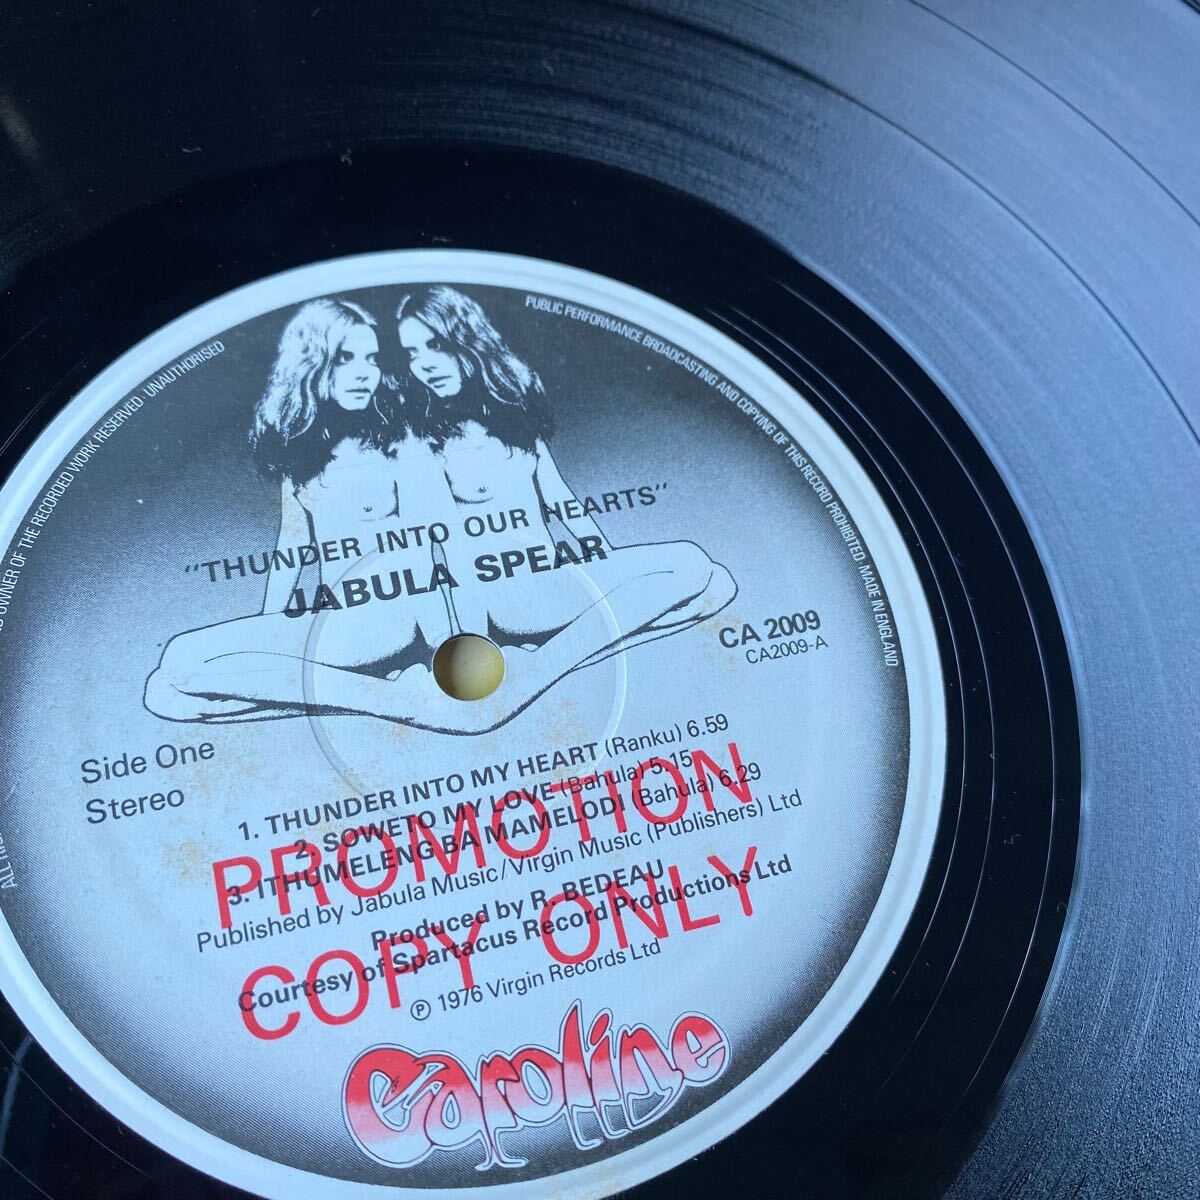 ALL RI
S OWNER OF THE RECORDED WORK RESERVED · UNAUTHORISED
PUBLIC PERFORMANCE BROADCASTING AND COPYING OF THIS RECORD PROHIBITED. MADE IN ENGLAND
"THUNDER INTO OUR HEARTS"
JABULA SPEAR
CA 2009
CA2009-A
Side One
Stereo
1. THUNDER INTO MY HEART (Ranku) 6.59
2. SOWETO MY LOVE (Bahula) 5.15
3. ITHUMELENG BA MAMELODI (Bahula) 6.29
Published by Jabula Music/Virgin Music (Publishers) Ltd
Produced by R. BEDEAU
Courtesy of Spartacus Record Productions Ltd
℗ 1976 Virgin Records Ltd
PROMOTION
COPY ONLY
Caroline